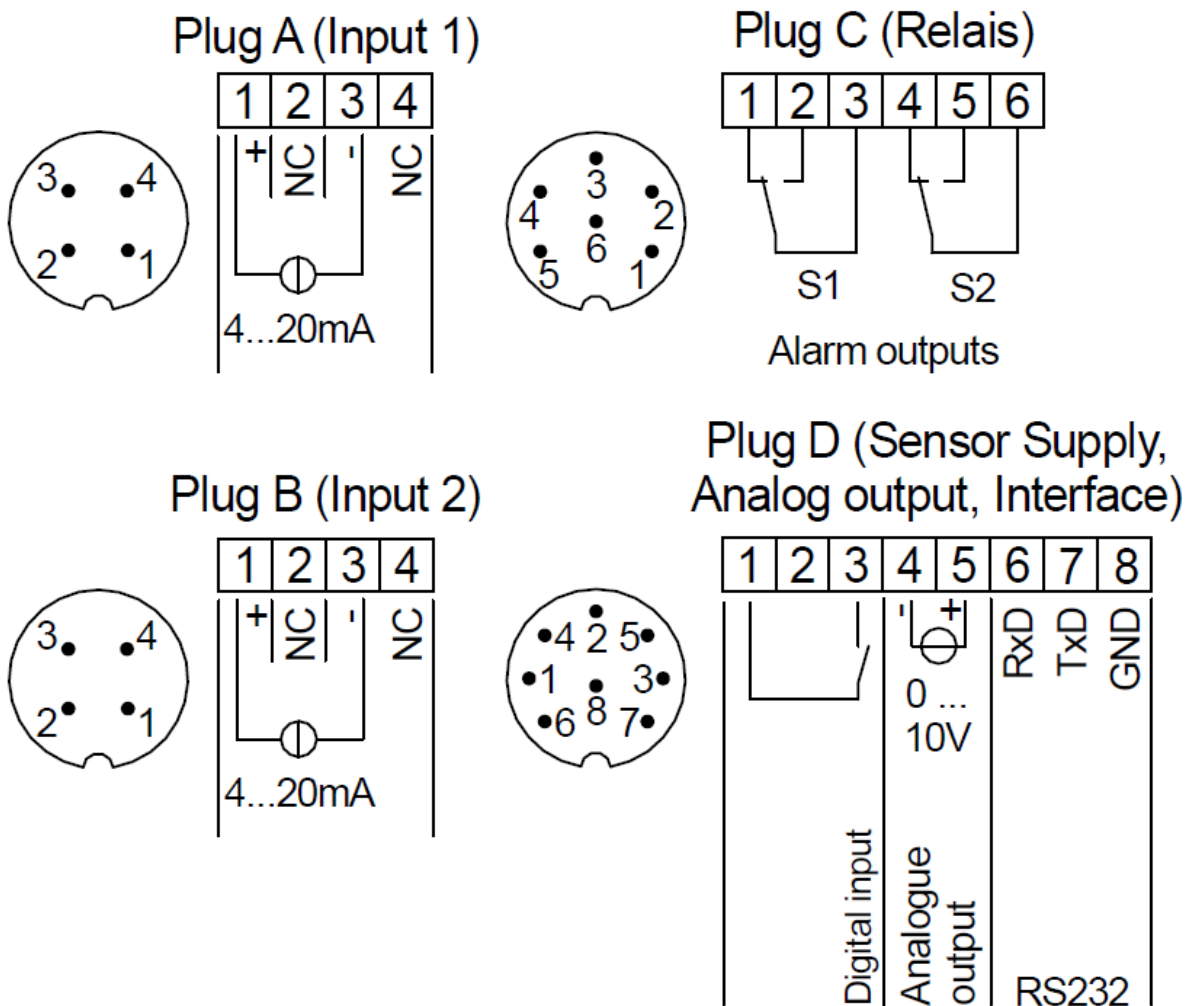 Plug A (Input 1)
1 2 3 4
+ NC - NC
3 4
2 1
4...20mA
Plug C (Relais)
1 2 3 4 5 6
3
4 2
6
5 1
S1 S2
Alarm outputs
Plug B (Input 2)
1 2 3 4
+ NC - NC
3 4
2 1
4...20mA
Plug D (Sensor Supply,
Analog output, Interface)
1 2 3 4 5 6 7 8
- + RxD TxD GND
4 2 5
1 3
6 8 7
0 ...
10V
Digital input
Analogue
output
RS232